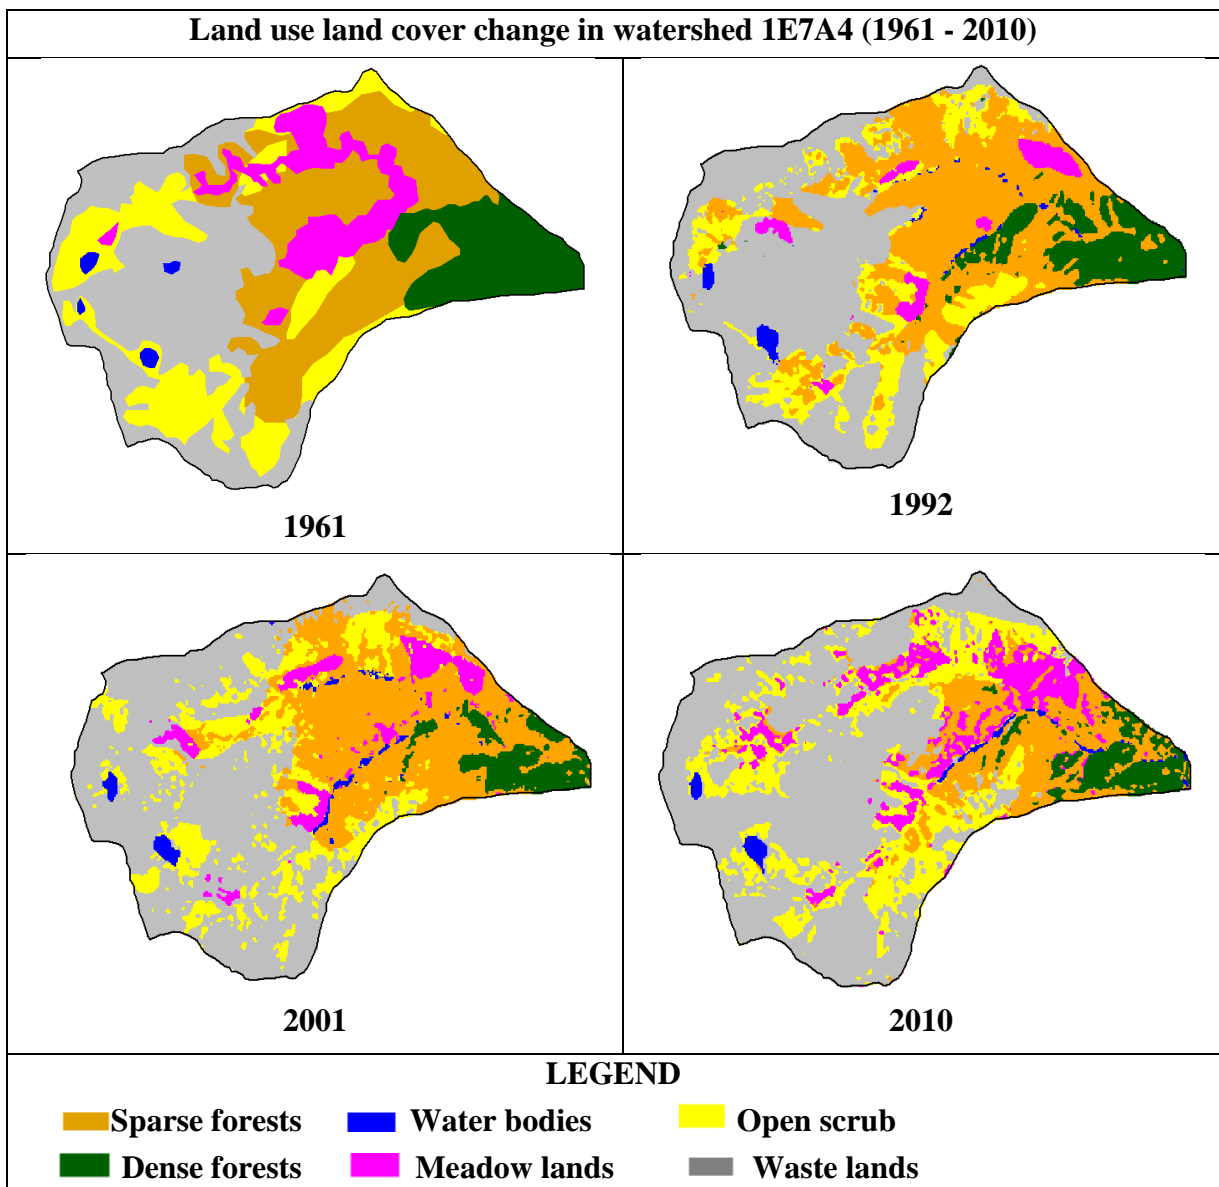 Land use land cover change in watershed 1E7A4 (1961 - 2010)
1961
1992
2001
2010
LEGEND
Sparse forests Water bodies Open scrub
Dense forests Meadow lands Waste lands